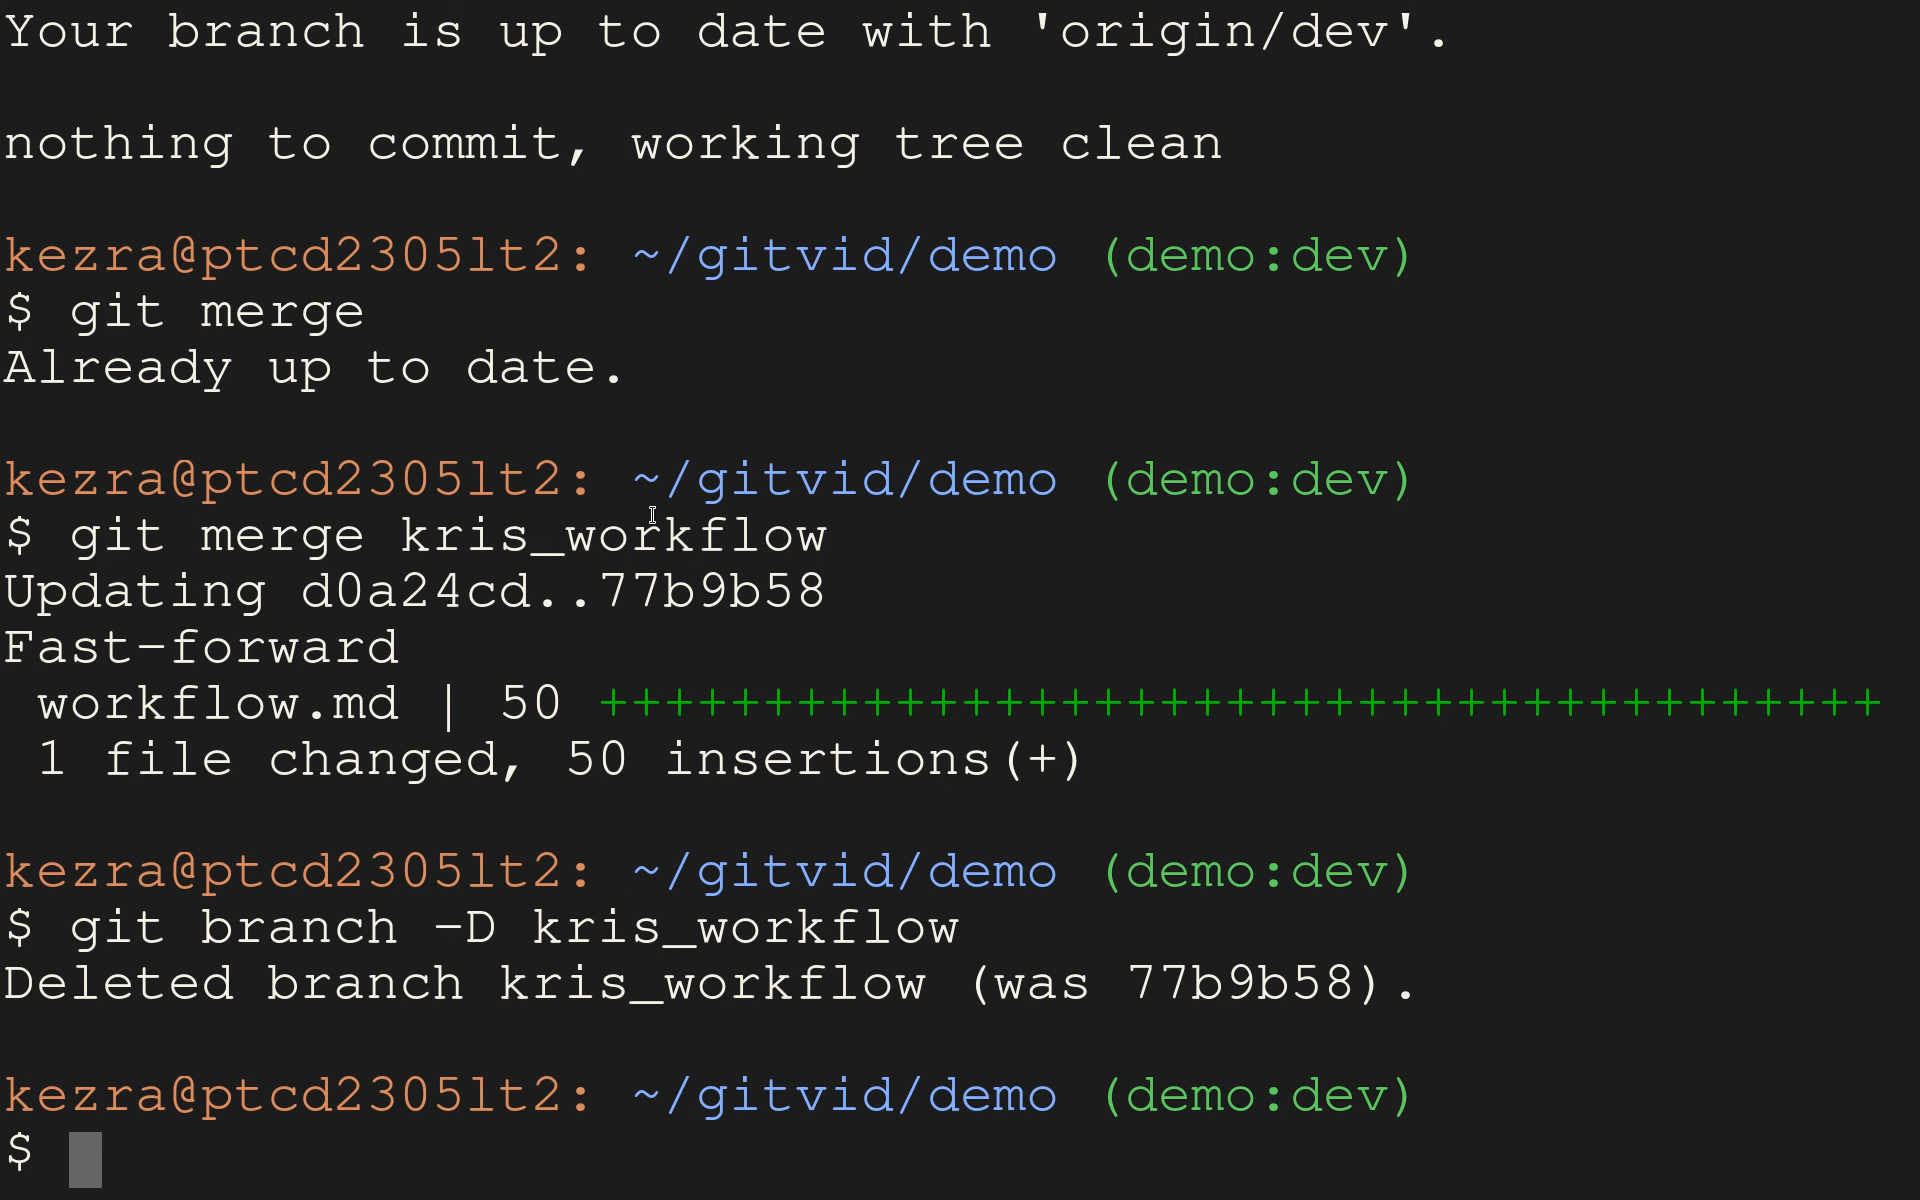 Your branch is up to date with 'origin/dev'.
nothing to commit, working tree clean
kezra@ptcd2305lt2: ~/gitvid/demo (demo:dev)
$ git merge
Already up to date.
kezra@ptcd2305lt2: ~/gitvid/demo (demo:dev)
$ git merge kris_workflow
Updating d0a24cd..77b9b58
Fast-forward
 workflow.md | 50 +++++++++++++++++++++++++++++++++++++++
 1 file changed, 50 insertions(+)
kezra@ptcd2305lt2: ~/gitvid/demo (demo:dev)
$ git branch -D kris_workflow
Deleted branch kris_workflow (was 77b9b58).
kezra@ptcd2305lt2: ~/gitvid/demo (demo:dev)
$